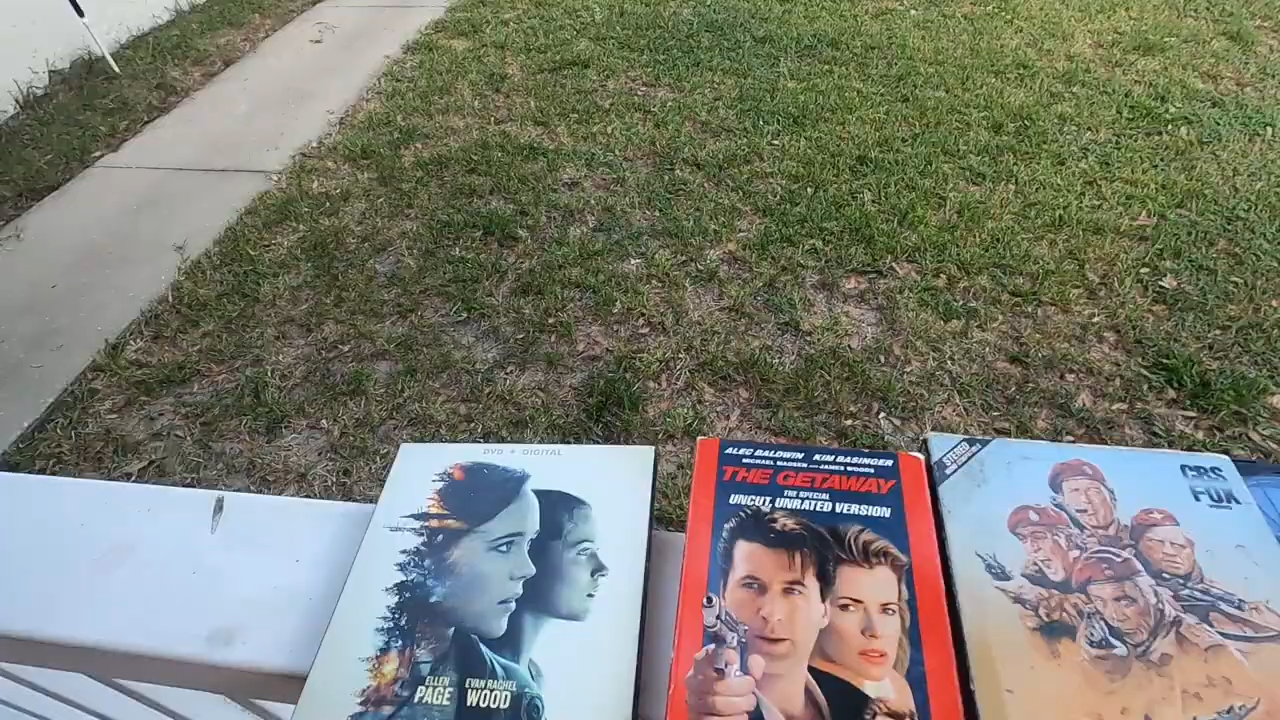 DVD + DIGITAL
ELLEN
PAGE
EVAN RACHEL
WOOD
ALEC BALDWIN KIM BASINGER
MICHAEL MADSEN AND JAMES WOODS
THE GETAWAY
THE SPECIAL
UNCUT, UNRATED VERSION
STEREO
CBS
FOX